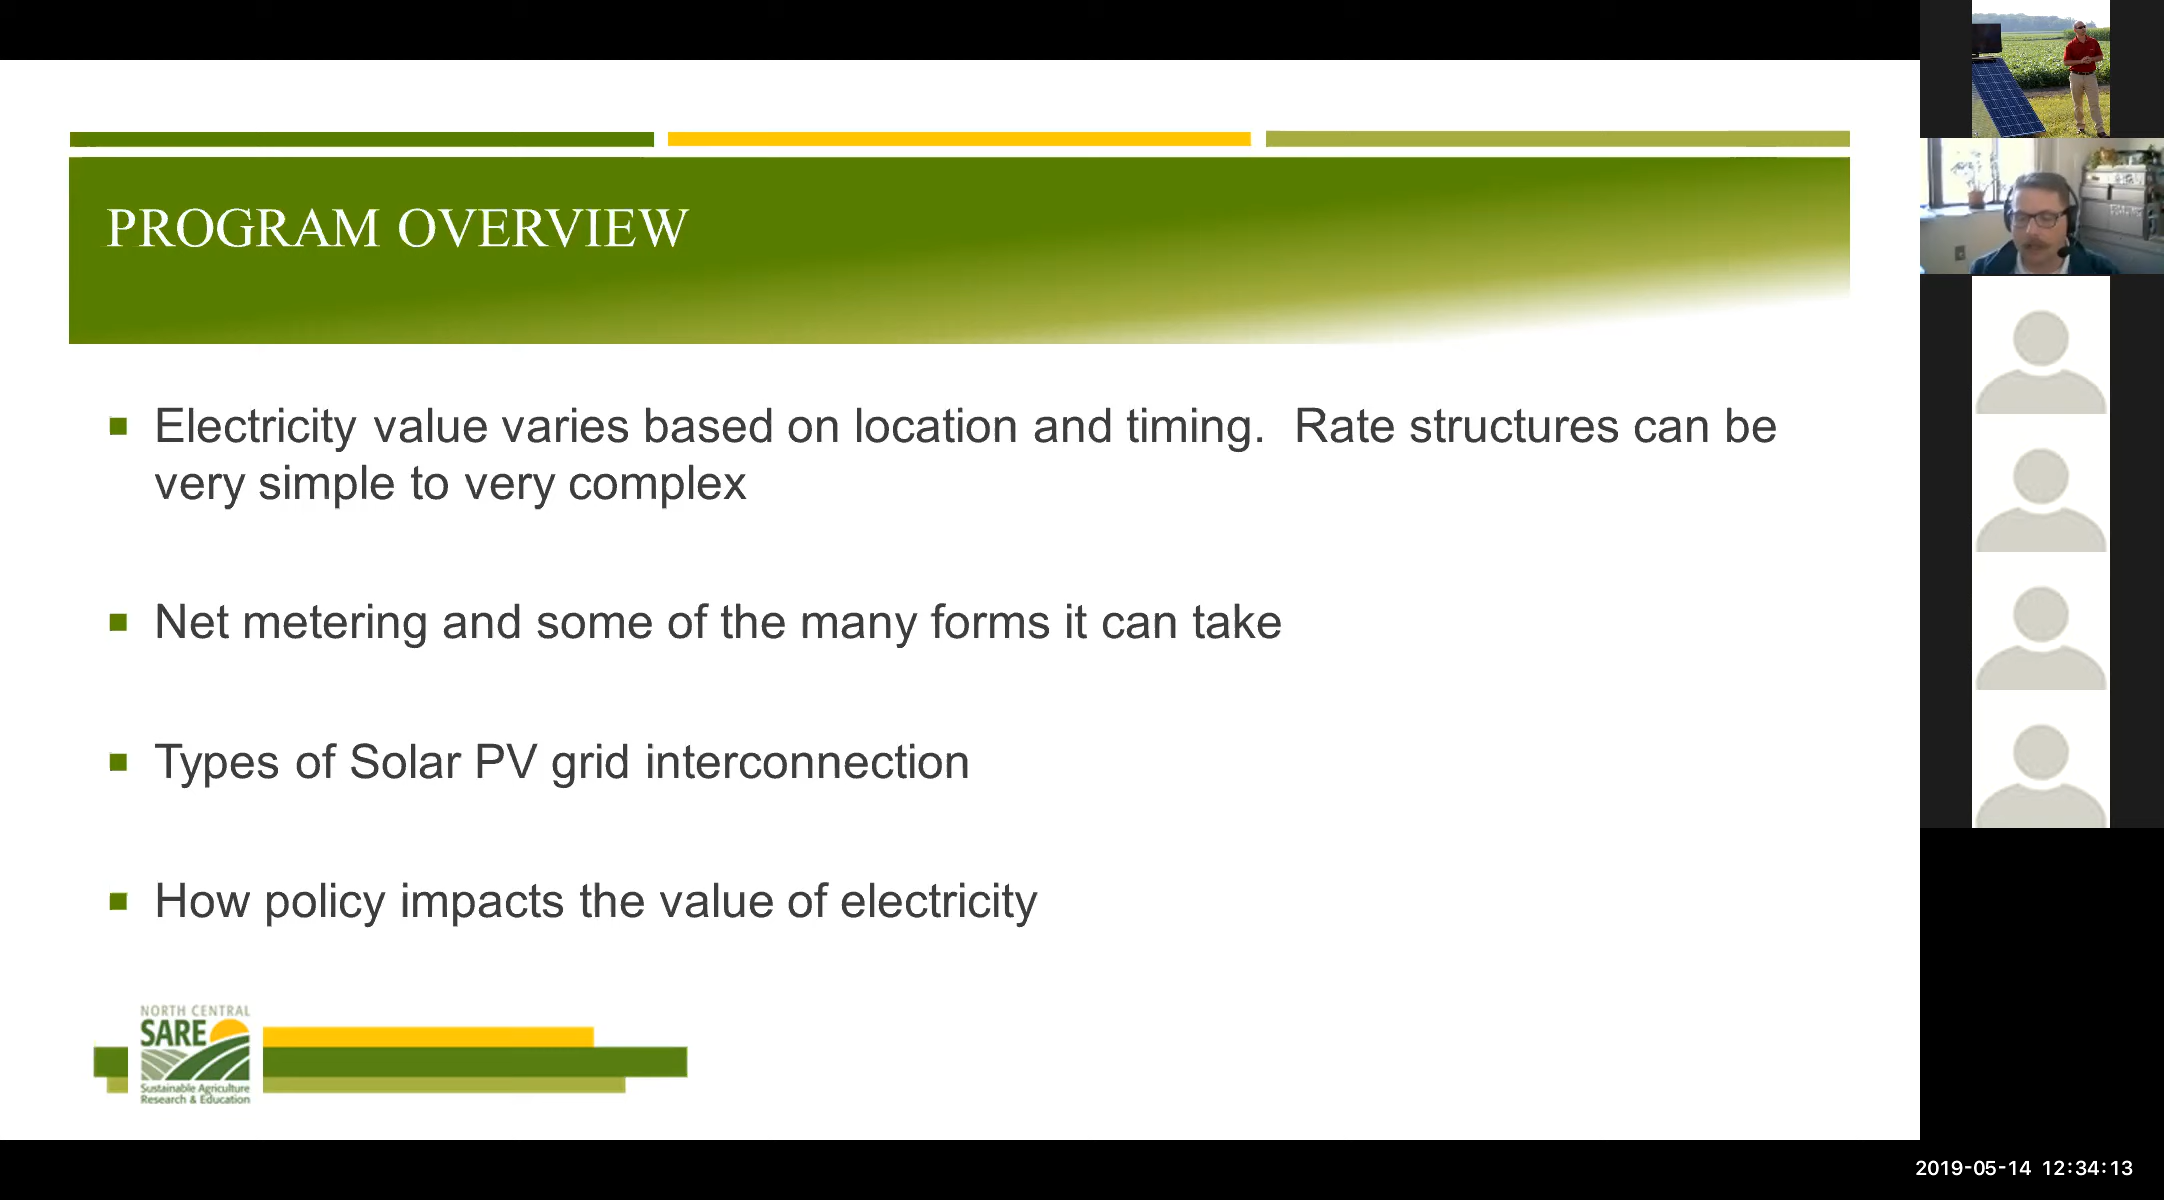 PROGRAM OVERVIEW
Electricity value varies based on location and timing.  Rate structures can be
very simple to very complex
Net metering and some of the many forms it can take
Types of Solar PV grid interconnection
How policy impacts the value of electricity
NORTH CENTRAL
SARE
Sustainable Agriculture
Research & Education
2019-05-14 12:34:13